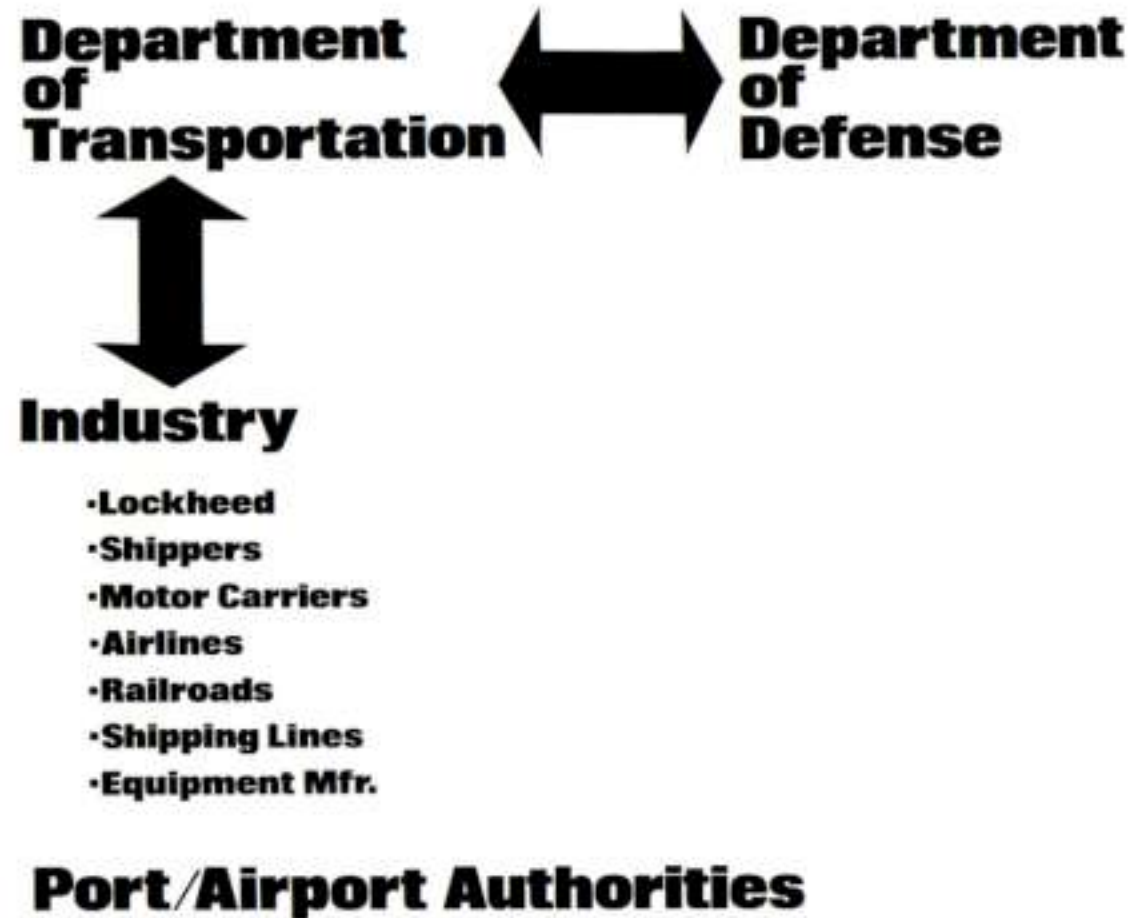 Department
of
Transportation
Department
of
Defense
Industry
·Lockheed
·Shippers
·Motor Carriers
·Airlines
·Railroads
·Shipping Lines
·Equipment Mfr.
Port/Airport Authorities